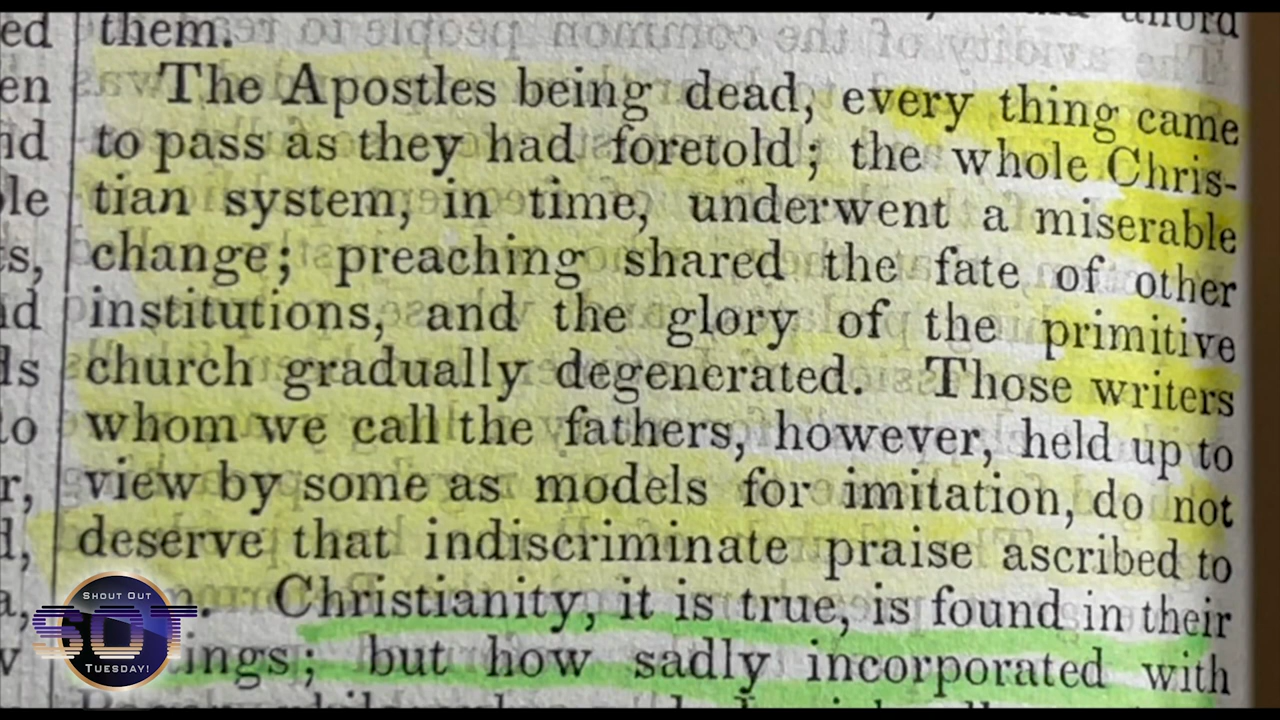 afford
ed them.
en The Apostles being dead, every thing came
to pass as they had foretold; the whole Chris-
tian system, in time, underwent a miserable
s, change; preaching shared the fate of other
institutions, and the glory of the primitive
church gradually degenerated. Those writers
whom we call the fathers, however, held up to
r, view by some as models for imitation, do not
deserve that indiscriminate praise ascribed to
a, . Christianity, it is true, is found in their
ings; but how sadly incorporated with
SHOUT OUT
SOT
TUESDAY!